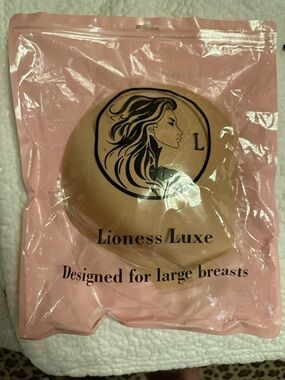 L
Lioness Luxe
Designed for large breasts